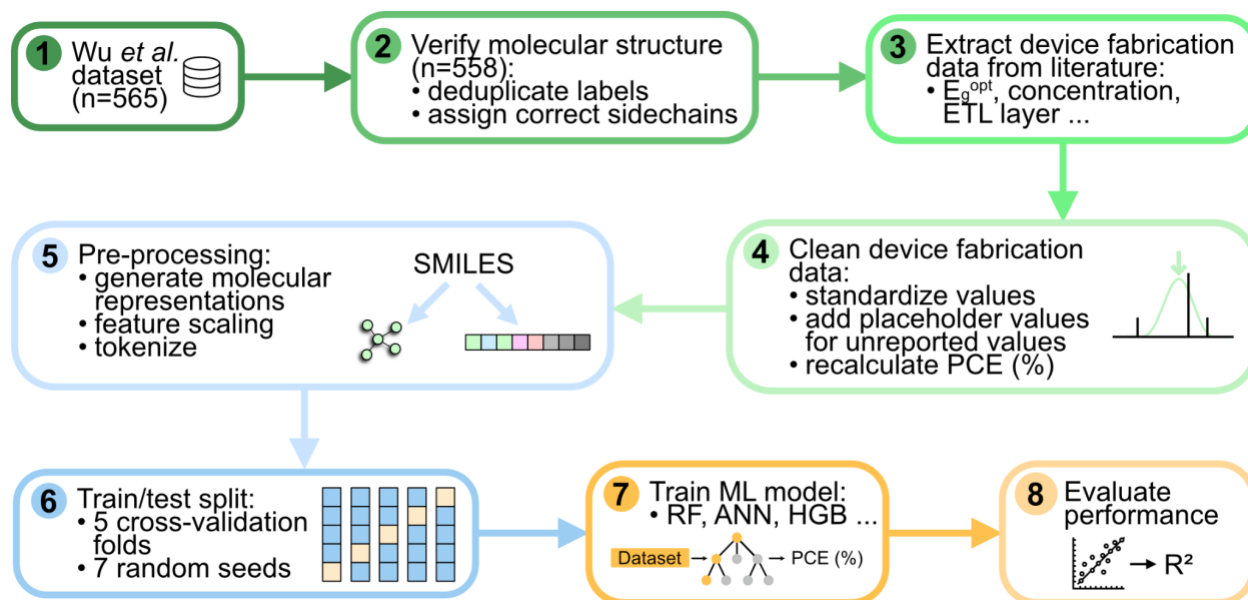 1
Wu et al.
dataset
(n=565)
2
Verify molecular structure
(n=558):
• deduplicate labels
• assign correct sidechains
3
Extract device fabrication
data from literature:
• Eg^opt, concentration,
ETL layer ...
4
Clean device fabrication
data:
• standardize values
• add placeholder values
for unreported values
• recalculate PCE (%)
5
Pre-processing:
• generate molecular
representations
• feature scaling
• tokenize
SMILES
6
Train/test split:
• 5 cross-validation
folds
• 7 random seeds
7
Train ML model:
• RF, ANN, HGB ...
Dataset
PCE (%)
8
Evaluate
performance
R²